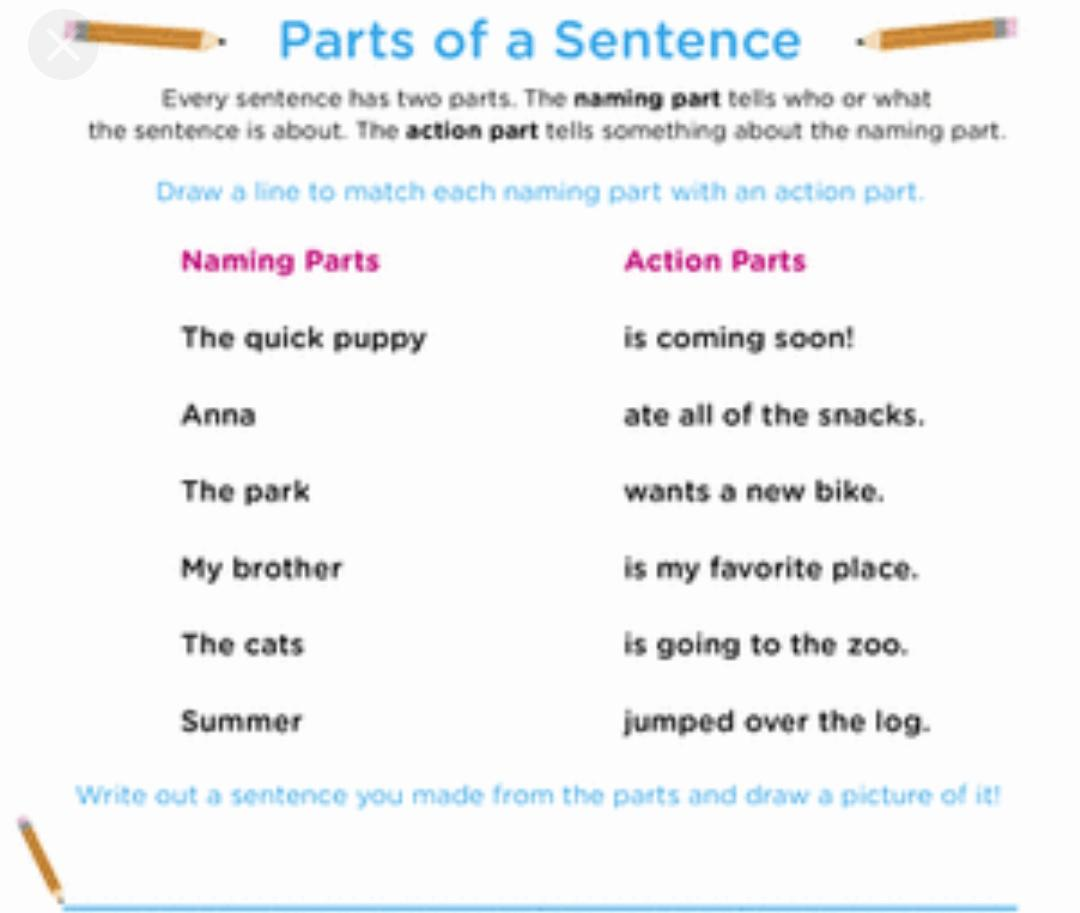 Parts of a Sentence
Every sentence has two parts. The naming part tells who or what
the sentence is about. The action part tells something about the naming part.
Draw a line to match each naming part with an action part.
Naming Parts Action Parts
The quick puppy is coming soon!
Anna ate all of the snacks.
The park wants a new bike.
My brother is my favorite place.
The cats is going to the zoo.
Summer jumped over the log.
Write out a sentence you made from the parts and draw a picture of it!